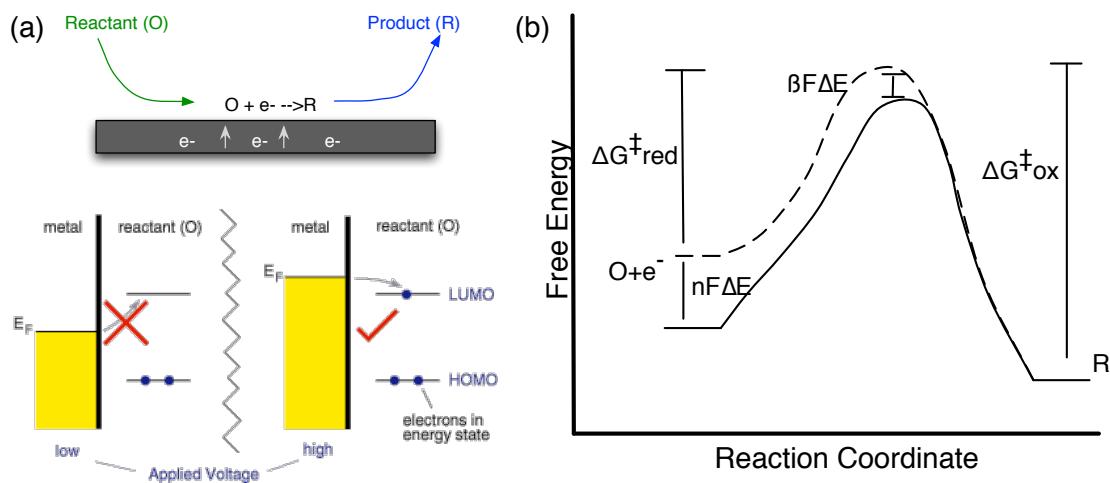 (a)
Reactant (O)
Product (R)
O + e- -->R
e-
e-
e-
metal
reactant (O)
metal
reactant (O)
E_F
E_F
LUMO
HOMO
electrons in
energy state
low
high
Applied Voltage
(b)
ßFΔE
ΔG‡red
ΔG‡ox
O+e-
nFΔE
R
Free Energy
Reaction Coordinate